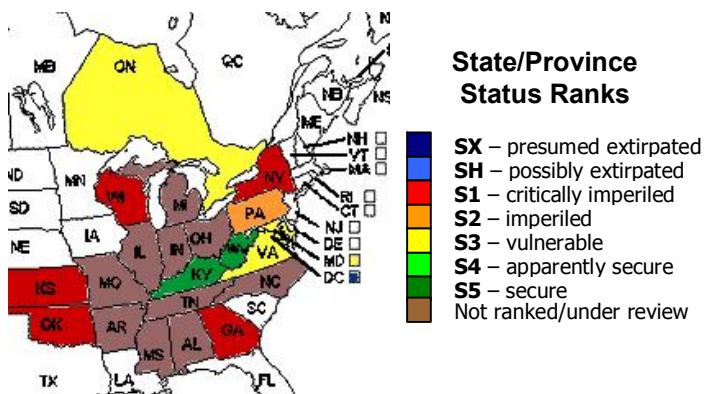 State/Province
Status Ranks
SX – presumed extirpated
SH – possibly extirpated
S1 – critically imperiled
S2 – imperiled
S3 – vulnerable
S4 – apparently secure
S5 – secure
Not ranked/under review
MB
ON
QC
NB
NS
ME
NH
VT
MA
ND
MN
WI
MI
NY
RI
CT
SD
IA
PA
NJ
NE
IL
IN
OH
DE
MD
VA
DC
KS
MO
KY
NC
TN
OK
AR
SC
MS
AL
GA
TX
LA
FL